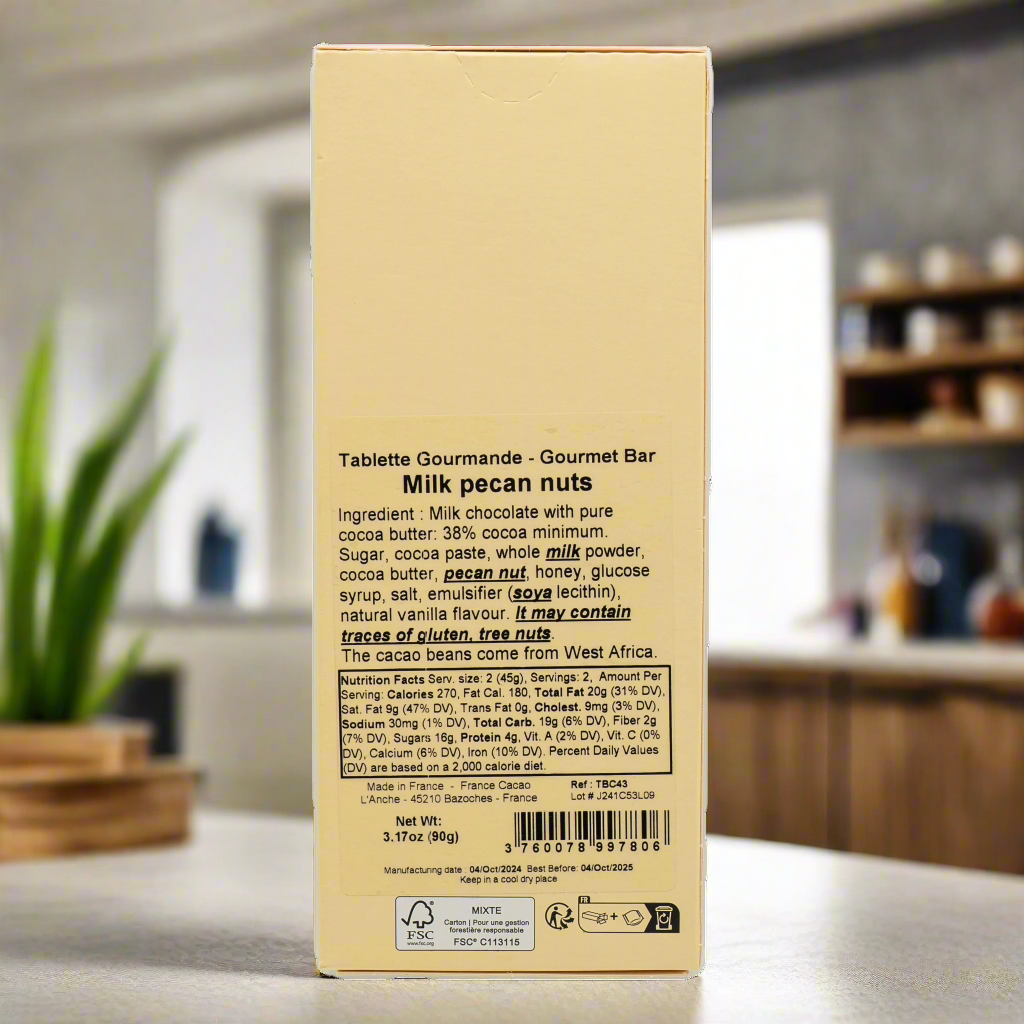 Tablette Gourmande - Gourmet Bar
Milk pecan nuts
Ingredient : Milk chocolate with pure
cocoa butter: 38% cocoa minimum.
Sugar, cocoa paste, whole milk powder,
cocoa butter, pecan nut, honey, glucose
syrup, salt, emulsifier (soya lecithin),
natural vanilla flavour. It may contain
traces of gluten, tree nuts.
The cacao beans come from West Africa.
Nutrition Facts Serv. size: 2 (45g), Servings: 2, Amount Per
Serving: Calories 270, Fat Cal. 180, Total Fat 20g (31% DV),
Sat. Fat 9g (47% DV), Trans Fat 0g, Cholest. 9mg (3% DV),
Sodium 30mg (1% DV), Total Carb. 19g (6% DV), Fiber 2g
(7% DV), Sugars 16g, Protein 4g, Vit. A (2% DV), Vit. C (0%
DV), Calcium (6% DV), Iron (10% DV). Percent Daily Values
(DV) are based on a 2,000 calorie diet.
Made in France - France Cacao
L'Anche - 45210 Bazoches - France
Ref : TBC43
Lot # J241C53L09
Net Wt:
3.17oz (90g)
3 760078 997806
Manufacturing date : 04/Oct/2024 Best Before: 04/Oct/2025
Keep in a cool dry place
FSC
www.fsc.org
MIXTE
Carton | Pour une gestion
forestière responsable
FSC® C113115
FR
+